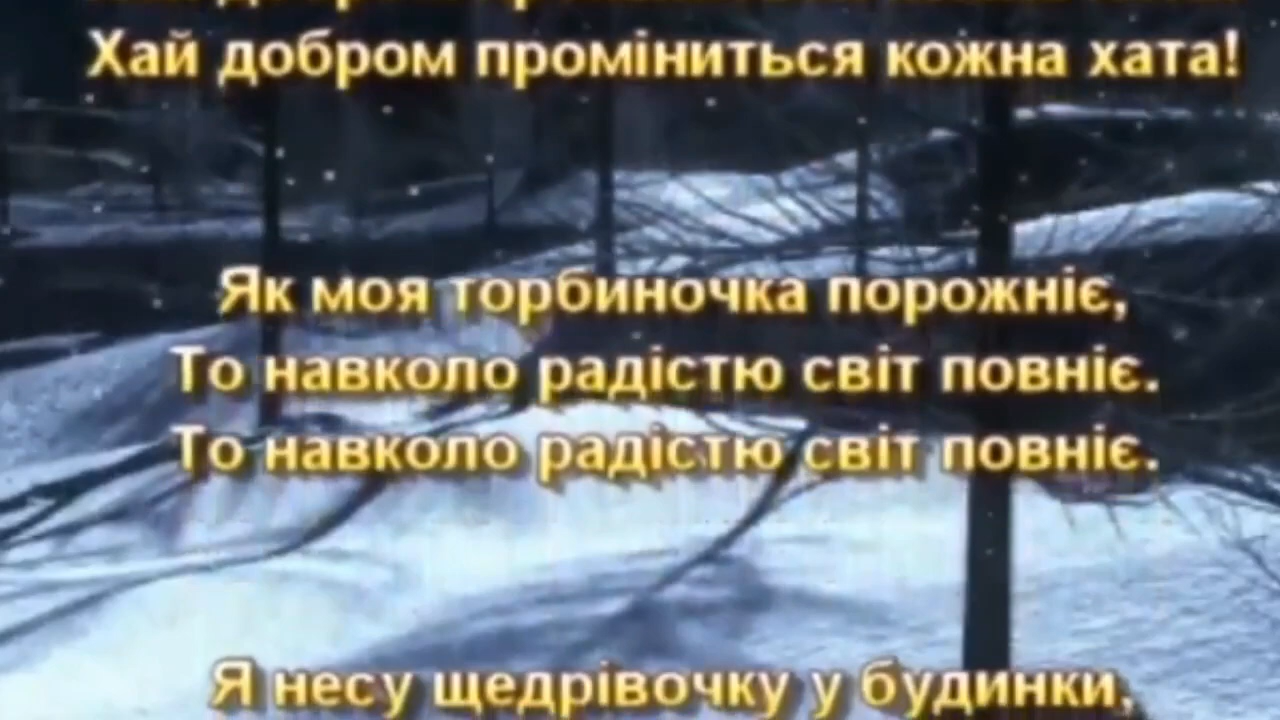 Хай добром проміниться кожна хата!
Як моя торбиночка порожніє,
То навколо радістю світ повніє.
То навколо радістю світ повніє.
Я несу щедрівочку у будинки,